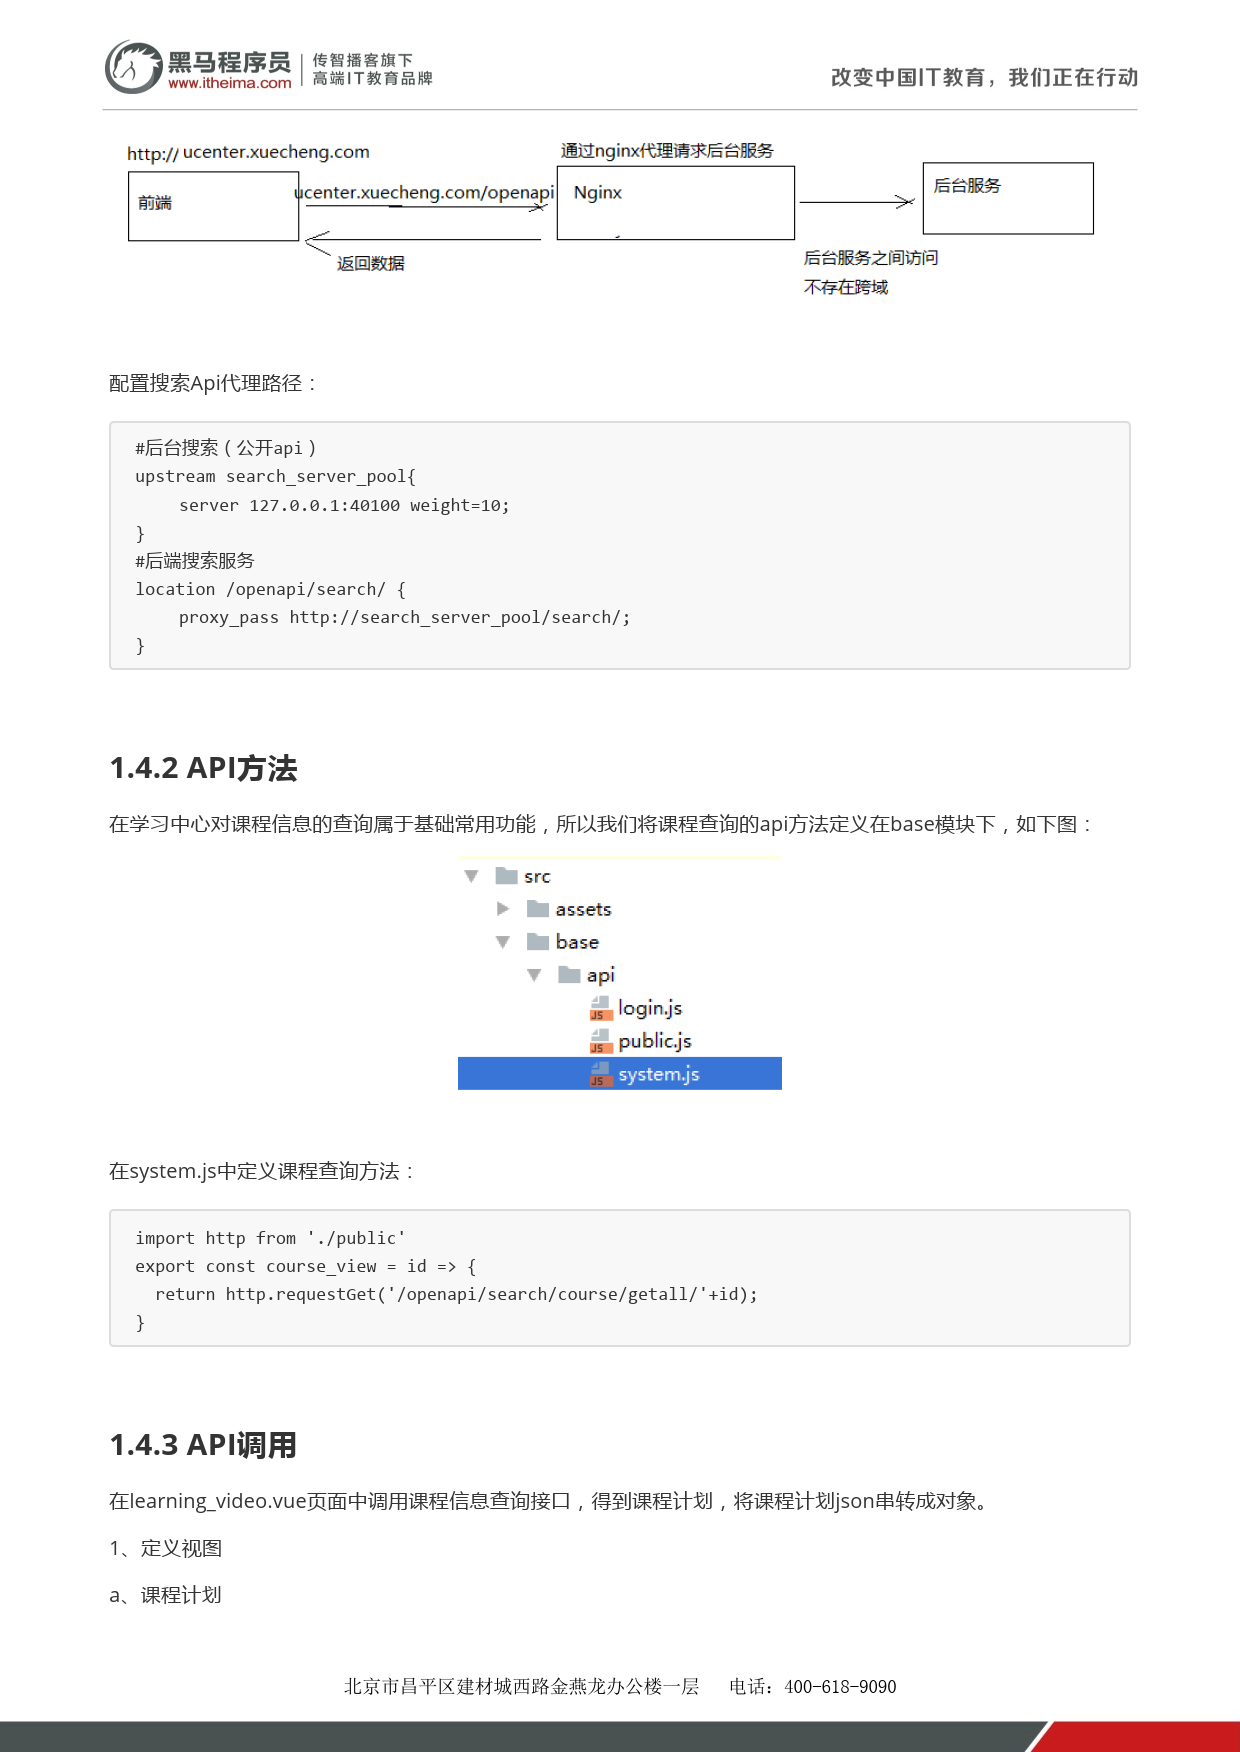 黑马程序员
www.itheima.com
传智播客旗下
高端IT教育品牌
改变中国IT教育，我们正在行动
http:// ucenter.xuecheng.com
通过nginx代理请求后台服务
前端
ucenter.xuecheng.com/openapi
Nginx
后台服务
返回数据
后台服务之间访问
不存在跨域
配置搜索Api代理路径：
#后台搜索（公开api）
upstream search_server_pool{
    server 127.0.0.1:40100 weight=10;
}
#后端搜索服务
location /openapi/search/ {
    proxy_pass http://search_server_pool/search/;
}
1.4.2 API方法
在学习中心对课程信息的查询属于基础常用功能，所以我们将课程查询的api方法定义在base模块下，如下图：
src
assets
base
api
login.js
public.js
system.js
在system.js中定义课程查询方法：
import http from './public'
export const course_view = id => {
  return http.requestGet('/openapi/search/course/getall/'+id);
}
1.4.3 API调用
在learning_video.vue页面中调用课程信息查询接口，得到课程计划，将课程计划json串转成对象。
1、定义视图
a、课程计划
北京市昌平区建材城西路金燕龙办公楼一层 电话：400-618-9090